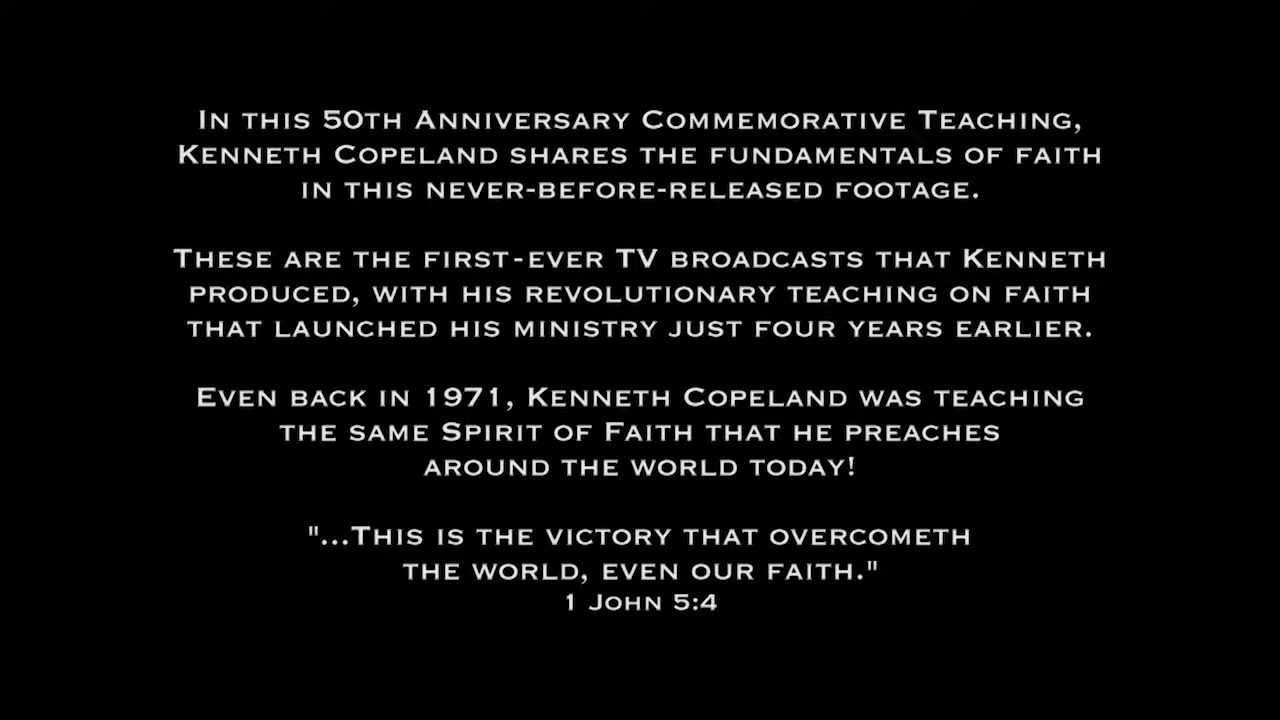 In this 50th Anniversary Commemorative Teaching,
Kenneth Copeland shares the fundamentals of faith
in this never-before-released footage.
These are the first-ever TV broadcasts that Kenneth
produced, with his revolutionary teaching on faith
that launched his ministry just four years earlier.
Even back in 1971, Kenneth Copeland was teaching
the same Spirit of Faith that he preaches
around the world today!
"...This is the victory that overcometh
the world, even our faith."
1 John 5:4